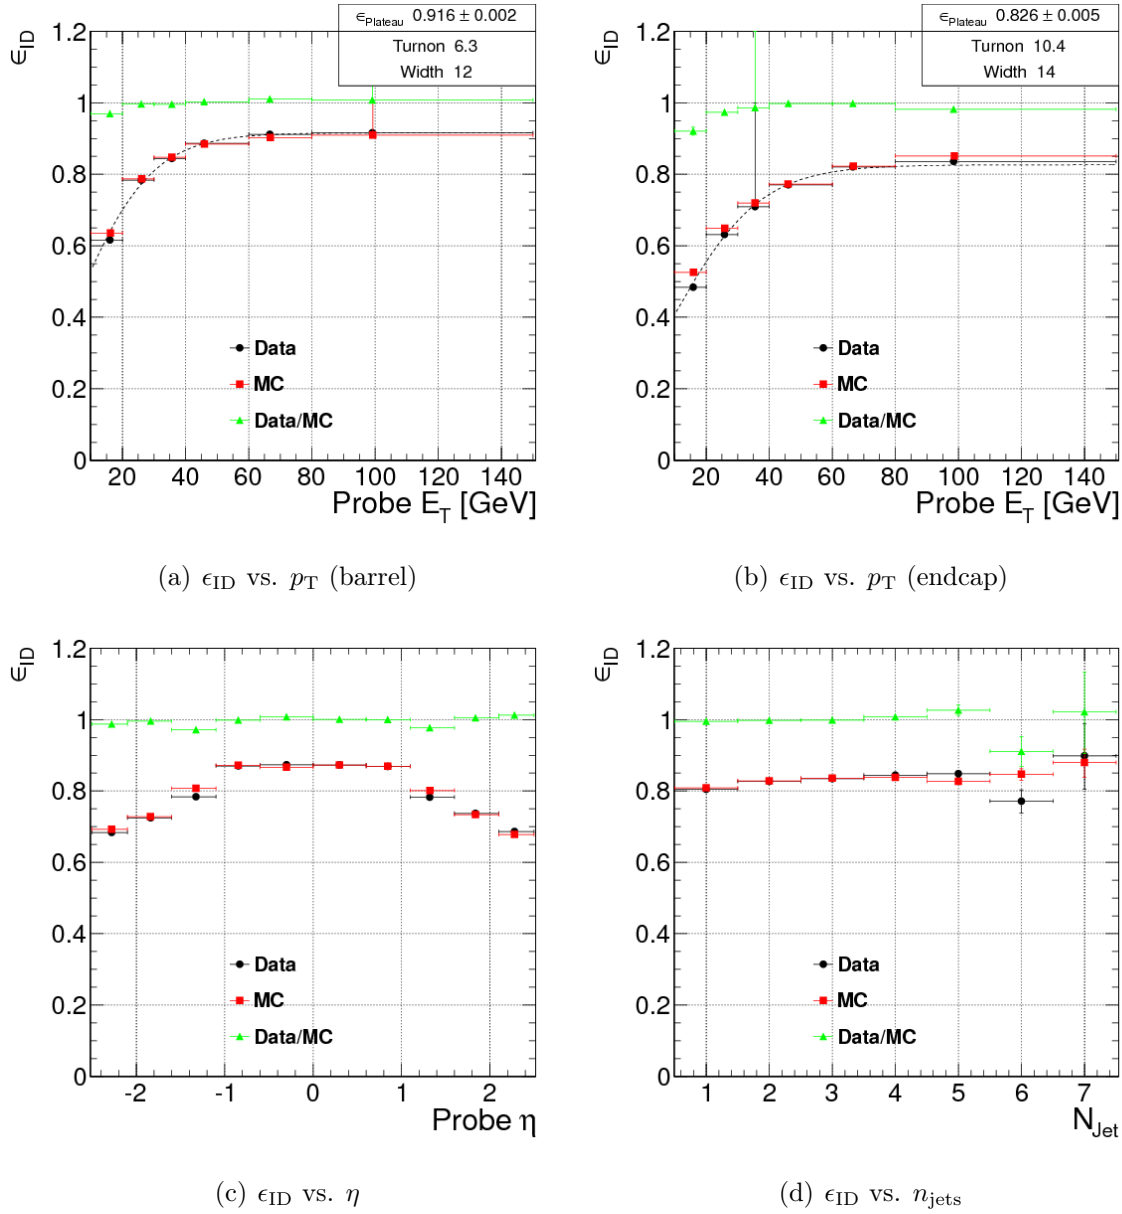 ϵ_Plateau 0.916 ± 0.002
Turnon 6.3
Width 12
ϵ_ID
1.2
1
0.8
0.6
0.4
0.2
0
Data
MC
Data/MC
20 40 60 80 100 120 140
Probe E_T [GeV]
(a) ϵ_ID vs. p_T (barrel)
ϵ_Plateau 0.826 ± 0.005
Turnon 10.4
Width 14
ϵ_ID
1.2
1
0.8
0.6
0.4
0.2
0
Data
MC
Data/MC
20 40 60 80 100 120 140
Probe E_T [GeV]
(b) ϵ_ID vs. p_T (endcap)
ϵ_ID
1.2
1
0.8
0.6
0.4
0.2
0
Data
MC
Data/MC
-2 -1 0 1 2
Probe η
(c) ϵ_ID vs. η
ϵ_ID
1.2
1
0.8
0.6
0.4
0.2
0
Data
MC
Data/MC
1 2 3 4 5 6 7
N_Jet
(d) ϵ_ID vs. n_jets